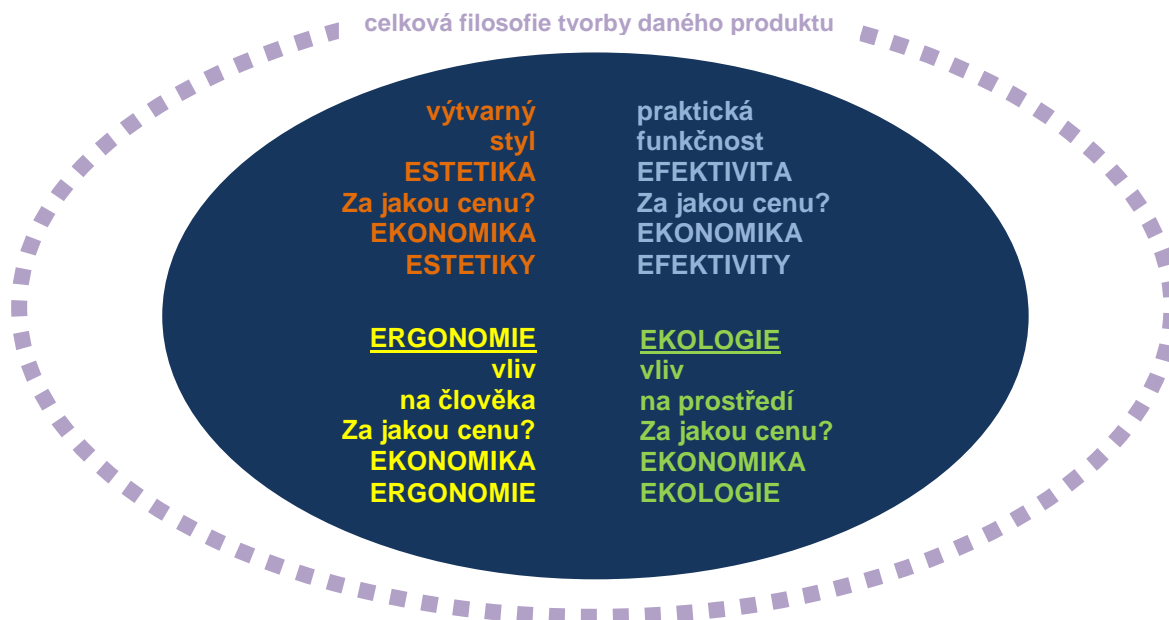 celková filosofie tvorby daného produktu
výtvarný
styl
ESTETIKA
Za jakou cenu?
EKONOMIKA
ESTETIKY
praktická
funkčnost
EFEKTIVITA
Za jakou cenu?
EKONOMIKA
EFEKTIVITY
ERGONOMIE
vliv
na člověka
Za jakou cenu?
EKONOMIKA
ERGONOMIE
EKOLOGIE
vliv
na prostředí
Za jakou cenu?
EKONOMIKA
EKOLOGIE